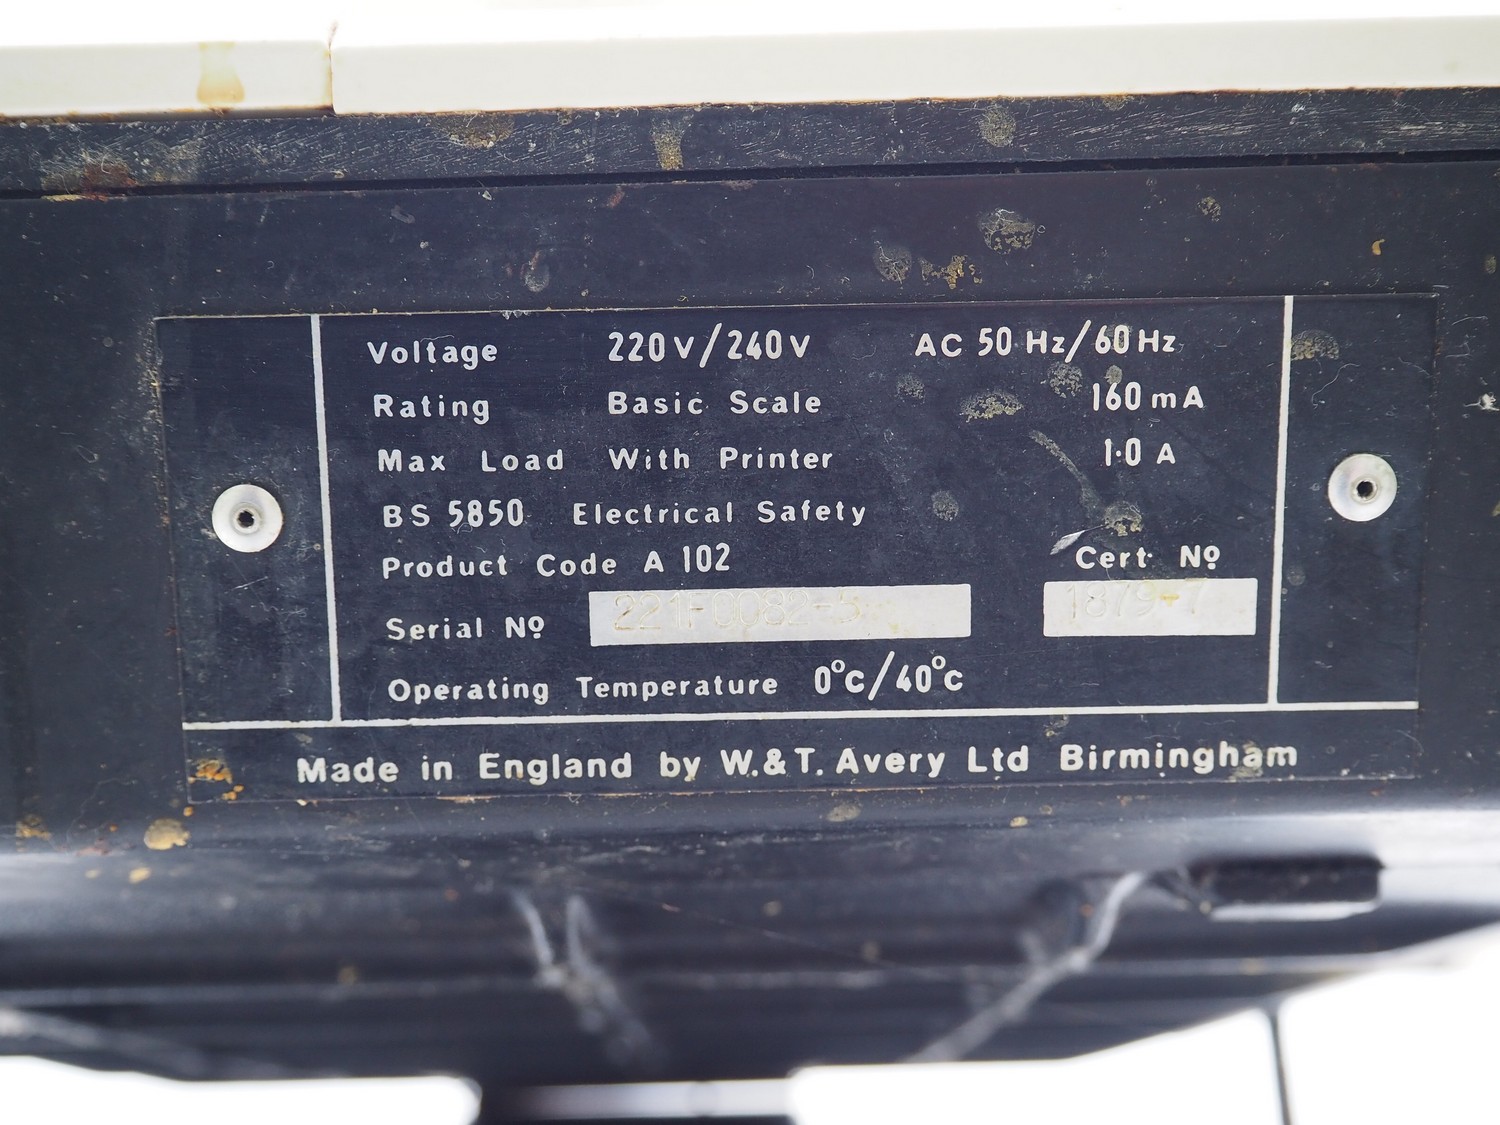 Voltage 220V/240V AC 50 Hz/60Hz
Rating Basic Scale 160mA
Max Load With Printer 1·0 A
BS 5850 Electrical Safety
Product Code A 102 Cert Nº
Serial Nº 221F0082-5 1879-7
Operating Temperature 0°C/40°C
Made in England by W.&T. Avery Ltd Birmingham